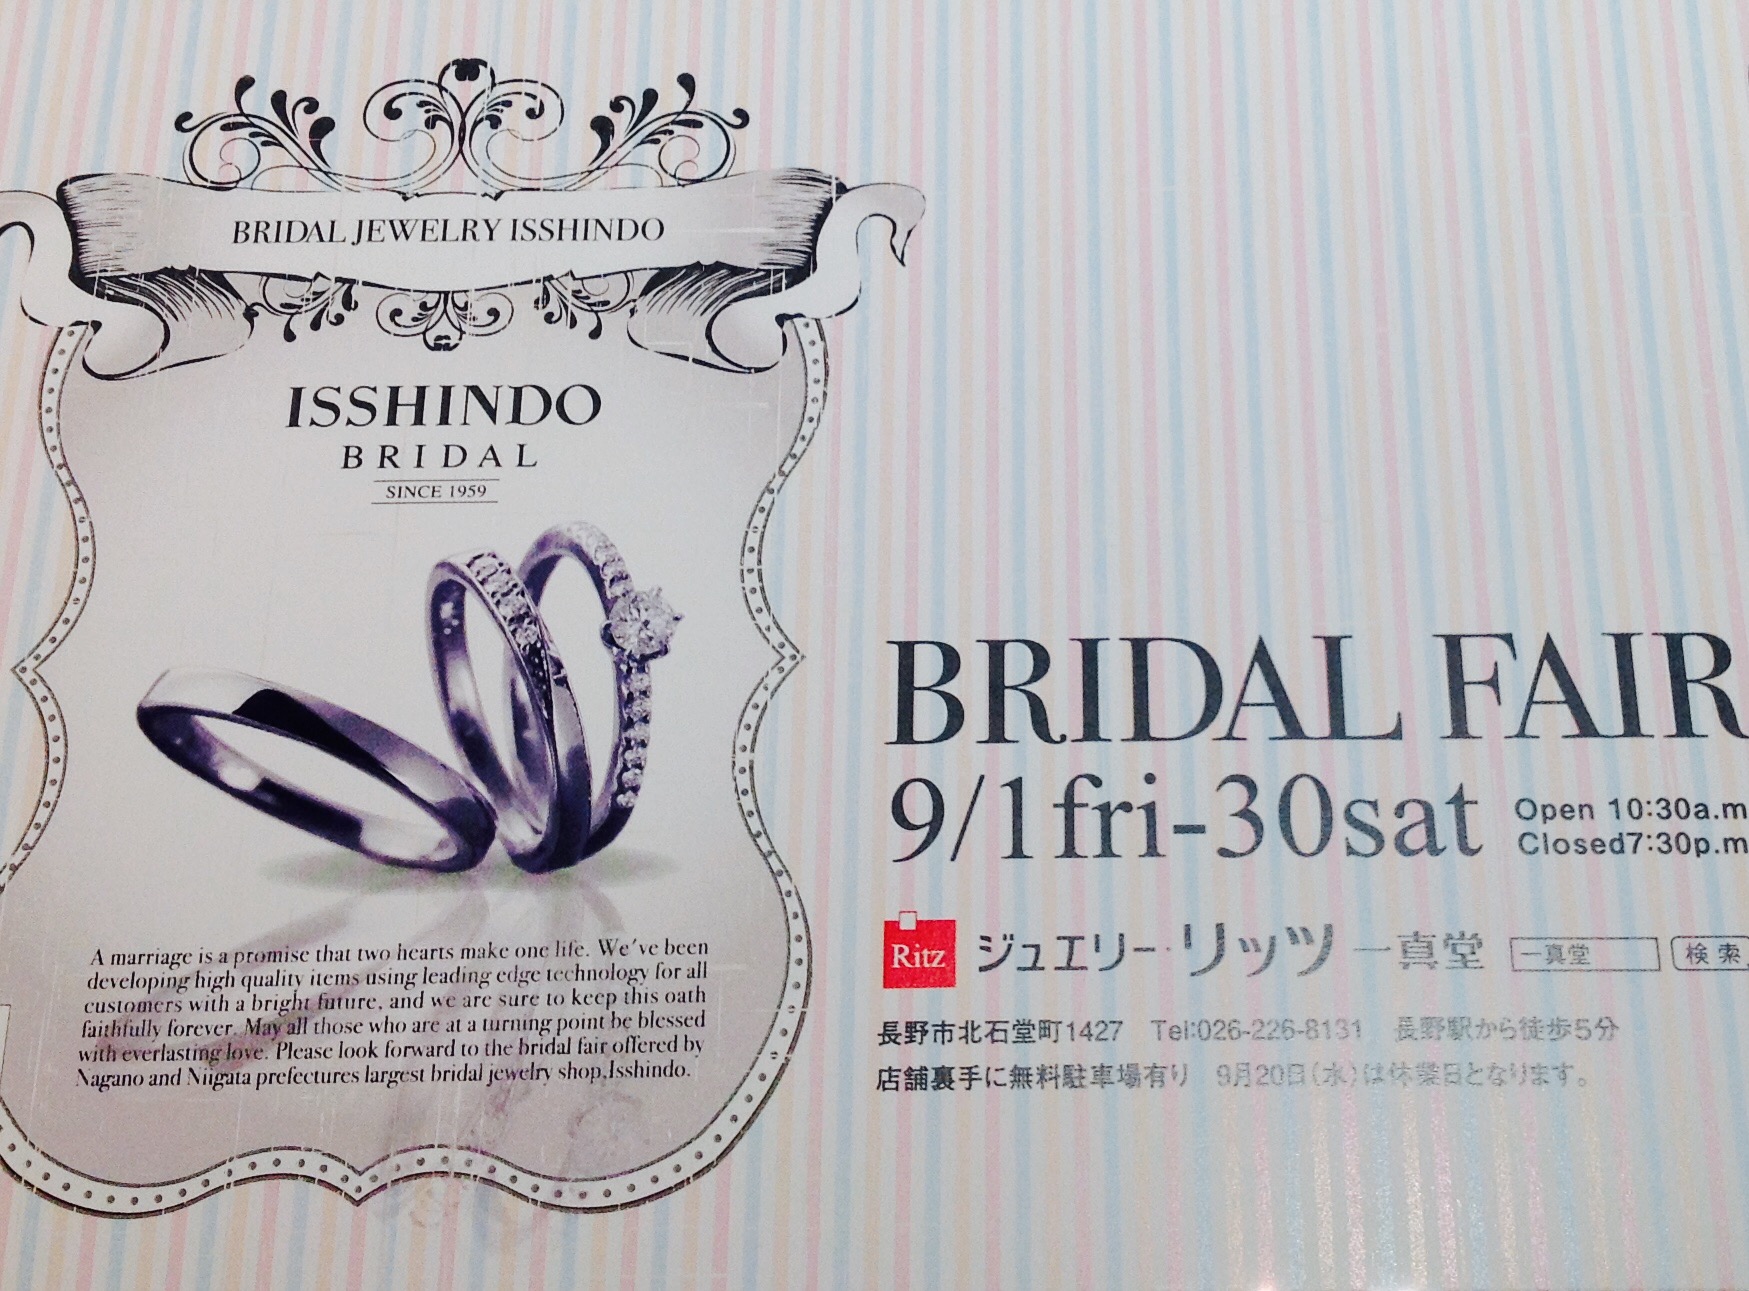 BRIDAL JEWELRY ISSHINDO
ISSHINDO
BRIDAL
SINCE 1959
A marriage is a promise that two hearts make one life. We've been
developing high quality items using leading edge technology for all
customers with a bright future, and we are sure to keep this oath
faithfully forever. May all those who are at a turning point be blessed
with everlasting love. Please look forward to the bridal fair offered by
Nagano and Niigata prefectures largest bridal jewelry shop,Isshindo.
BRIDAL FAIR
9/1fri-30sat
Open 10:30a.m
Closed7:30p.m
Ritz ジュエリー・リッツ 一真堂 一真堂 検索
長野市北石堂町1427 Tel:026-226-8131 長野駅から徒歩5分
店舗裏手に無料駐車場有り 9月20日(水)は休業日となります。